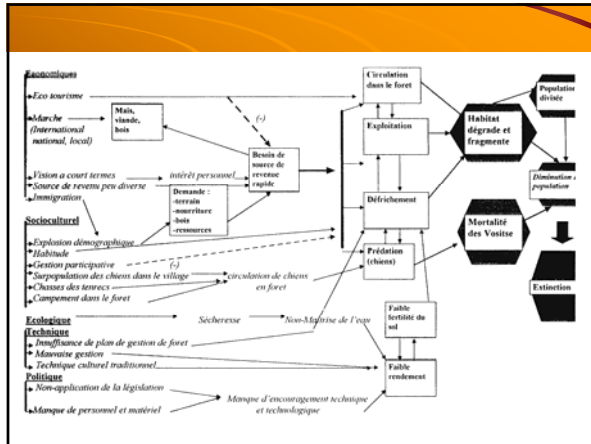 Economiques
Eco tourisme
Marche
(International
national, local)
Mais,
viande,
bois
(-)
Vision a court termes
intérêt personnel
Source de revenu peu diverse
Immigration
Besoin de
source de
revenue
rapide
Demande :
-terrain
-nourriture
-bois
-ressources
Socioculturel
Explosion démographique
Habitude
Gestion participative
(-)
Surpopulation des chiens dans le village
Chasses des tenrecs
Campement dans le foret
circulation de chiens
en foret
Ecologique
Sécheresse
Non-Maîtrise de l'eau
Technique
Insuffisance de plan de gestion de foret
Mauvaise gestion
Technique culturel traditionnel
Politique
Non-application de la législation
Manque de personnel et matériel
Manque d'encouragement technique
et technologique
Circulation
dans le foret
Exploitation
Défrichement
Prédation
(chiens)
Faible
fertilité du
sol
Faible
rendement
Habitat
dégrade et
fragmente
Mortalité
des Vositse
Population
divisée
Diminution
population
Extinction